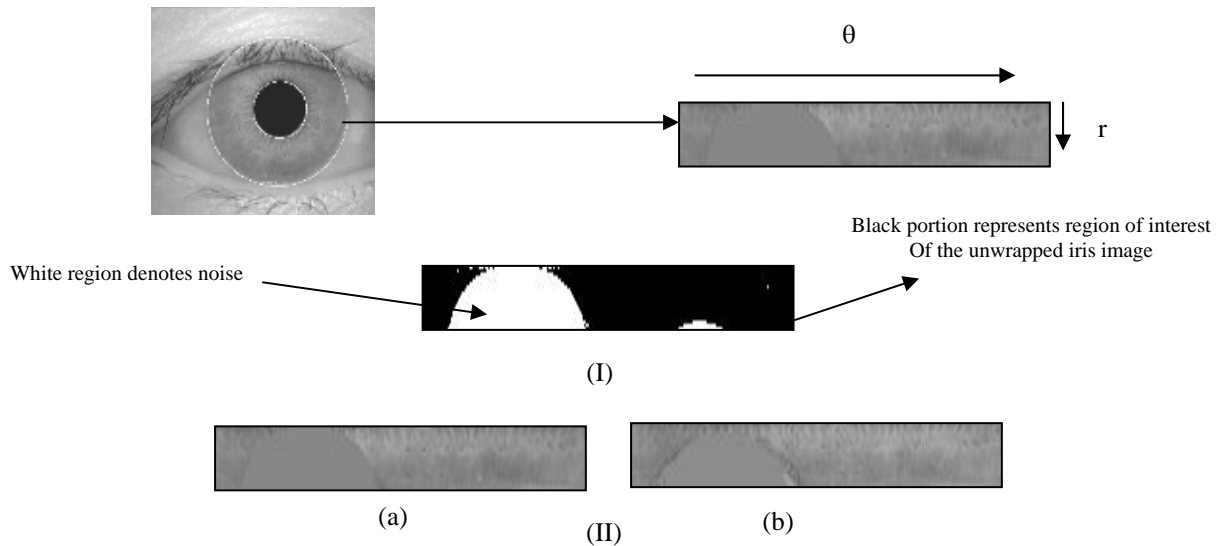 θ
r
Black portion represents region of interest
Of the unwrapped iris image
White region denotes noise
(I)
(a)
(b)
(II)